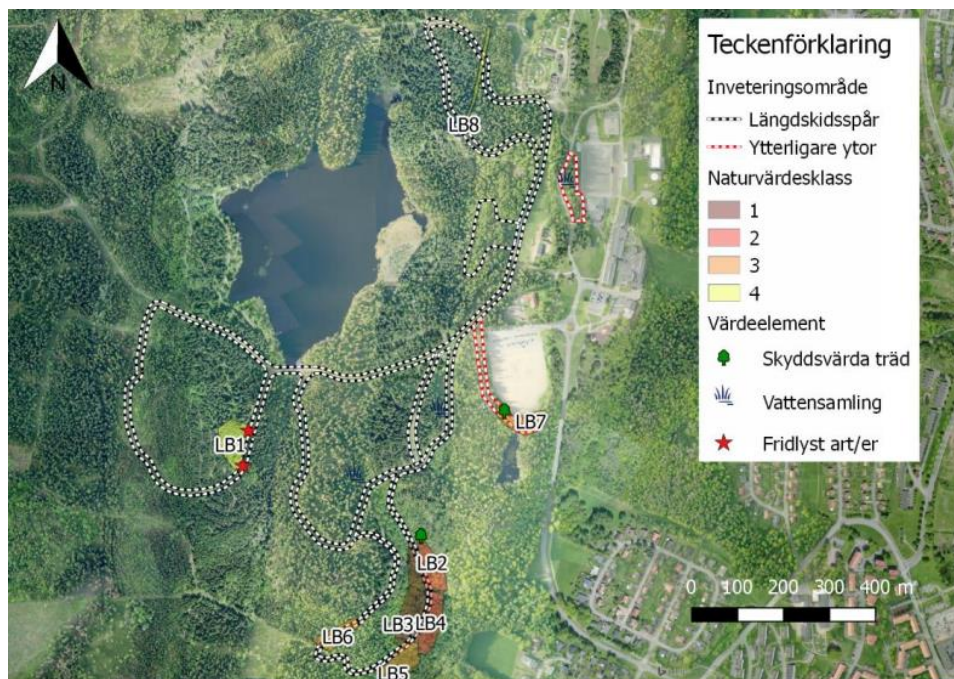 N
LB8
LB1
LB7
LB2
LB3
LB4
LB6
LB5
Teckenförklaring
Inveteringsområde
Längdskidsspår
Ytterligare ytor
Naturvärdesklass
1
2
3
4
Värdeelement
Skyddsvärda träd
Vattensamling
Fridlyst art/er
0 100 200 300 400 m